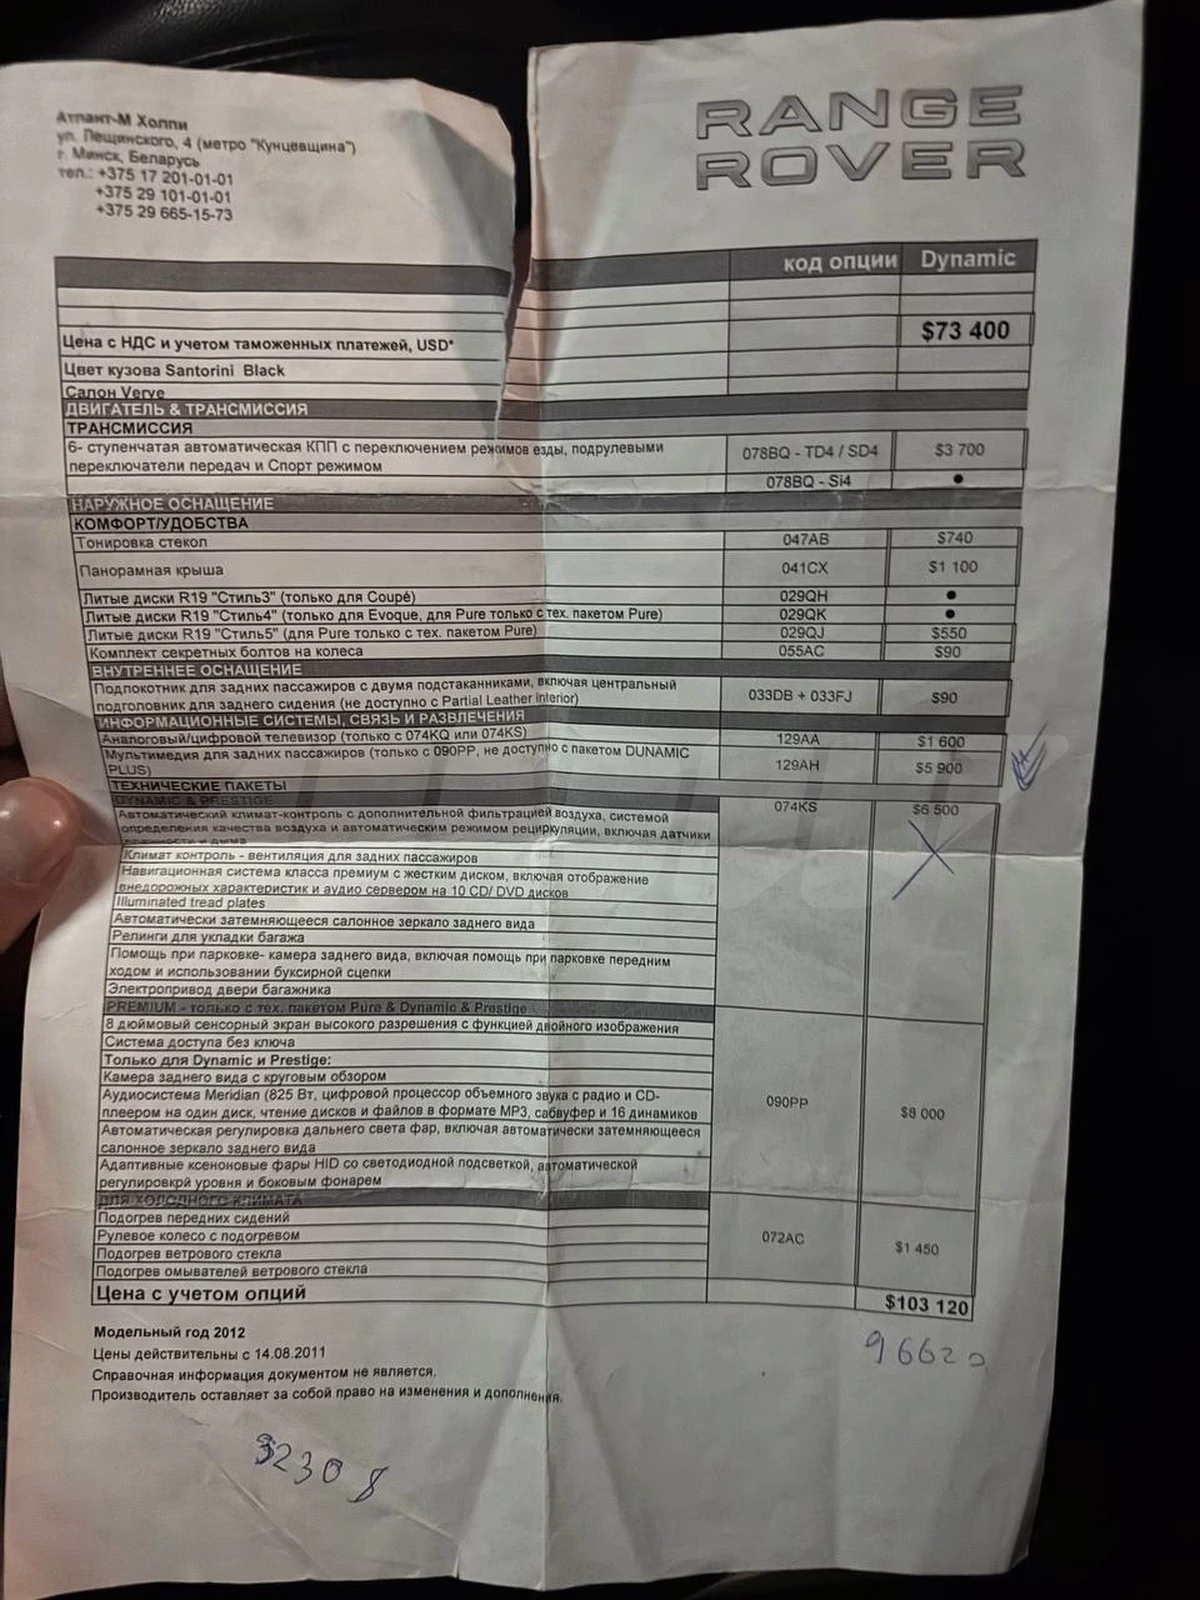 Атлант-М Холпи
ул. Лещинского, 4 (метро "Кунцевщина")
г. Минск, Беларусь
тел.: +375 17 201-01-01
+375 29 101-01-01
+375 29 665-15-73
RANGE
ROVER
код опции Dynamic
Цена с НДС и учетом таможенных платежей, USD* $73 400
Цвет кузова Santorini Black
Салон Verve
ДВИГАТЕЛЬ & ТРАНСМИССИЯ
ТРАНСМИССИЯ
6- ступенчатая автоматическая КПП с переключением режимов езды, подрулевыми
переключатели передач и Спорт режимом 078BQ - TD4 / SD4 $3 700
078BQ - Si4 •
НАРУЖНОЕ ОСНАЩЕНИЕ
КОМФОРТ/УДОБСТВА
Тонировка стекол 047AB $740
Панорамная крыша 041CX $1 100
Литые диски R19 "Стиль3" (только для Coupé) 029QH •
Литые диски R19 "Стиль4" (только для Evoque, для Pure только с тех. пакетом Pure) 029QK •
Литые диски R19 "Стиль5" (для Pure только с тех. пакетом Pure) 029QJ $550
Комплект секретных болтов на колеса 055AC $90
ВНУТРЕННЕЕ ОСНАЩЕНИЕ
Подлокотник для задних пассажиров с двумя подстаканниками, включая центральный
подголовник для заднего сидения (не доступно с Partial Leather interior) 033DB + 033FJ $90
ИНФОРМАЦИОННЫЕ СИСТЕМЫ, СВЯЗЬ И РАЗВЛЕЧЕНИЯ
Аналоговый/цифровой телевизор (только с 074KQ или 074KS) 129AA $1 600
Мультимедия для задних пассажиров (только с 090PP, не доступно с пакетом DUNAMIC
PLUS) 129AH $5 900
ТЕХНИЧЕСКИЕ ПАКЕТЫ
DYNAMIC & PRESTIGE 074KS $6 500
Автоматический климат-контроль с дополнительной фильтрацией воздуха, системой
определения качества воздуха и автоматическим режимом рециркуляции, включая датчики
Климат контроль - вентиляция для задних пассажиров
Навигационная система класса премиум с жестким диском, включая отображение
внедорожных характеристик и аудио сервером на 10 CD/ DVD дисков
Illuminated tread plates
Автоматически затемняющееся салонное зеркало заднего вида
Релинги для укладки багажа
Помощь при парковке- камера заднего вида, включая помощь при парковке передним
ходом и использовании буксирной сцепки
Электропривод двери багажника
PREMIUM - только с тех. пакетом Pure & Dynamic & Prestige
8 дюймовый сенсорный экран высокого разрешения с функцией двойного изображения
Система доступа без ключа
Только для Dynamic и Prestige:
Камера заднего вида с круговым обзором
Аудиосистема Meridian (825 Вт, цифровой процессор объемного звука с радио и CD-
плеером на один диск, чтение дисков и файлов в формате MP3, сабвуфер и 16 динамиков 090PP $8 000
Автоматическая регулировка дальнего света фар, включая автоматически затемняющееся
салонное зеркало заднего вида
Адаптивные ксеноновые фары HID со светодиодной подсветкой, автоматической
регулировкрй уровня и боковым фонарем
ДЛЯ ХОЛОДНОГО КЛИМАТА
Подогрев передних сидений
Рулевое колесо с подогревом 072AC $1 450
Подогрев ветрового стекла
Подогрев омывателей ветрового стекла
Цена с учетом опций $103 120
96620
Модельный год 2012
Цены действительны с 14.08.2011
Справочная информация документом не является.
Производитель оставляет за собой право на изменения и дополнения.
32308